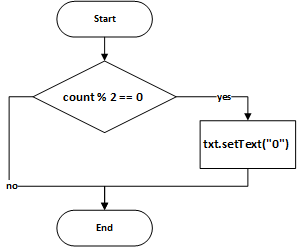 Start
count % 2 == 0
yes
txt.setText("0")
no
End